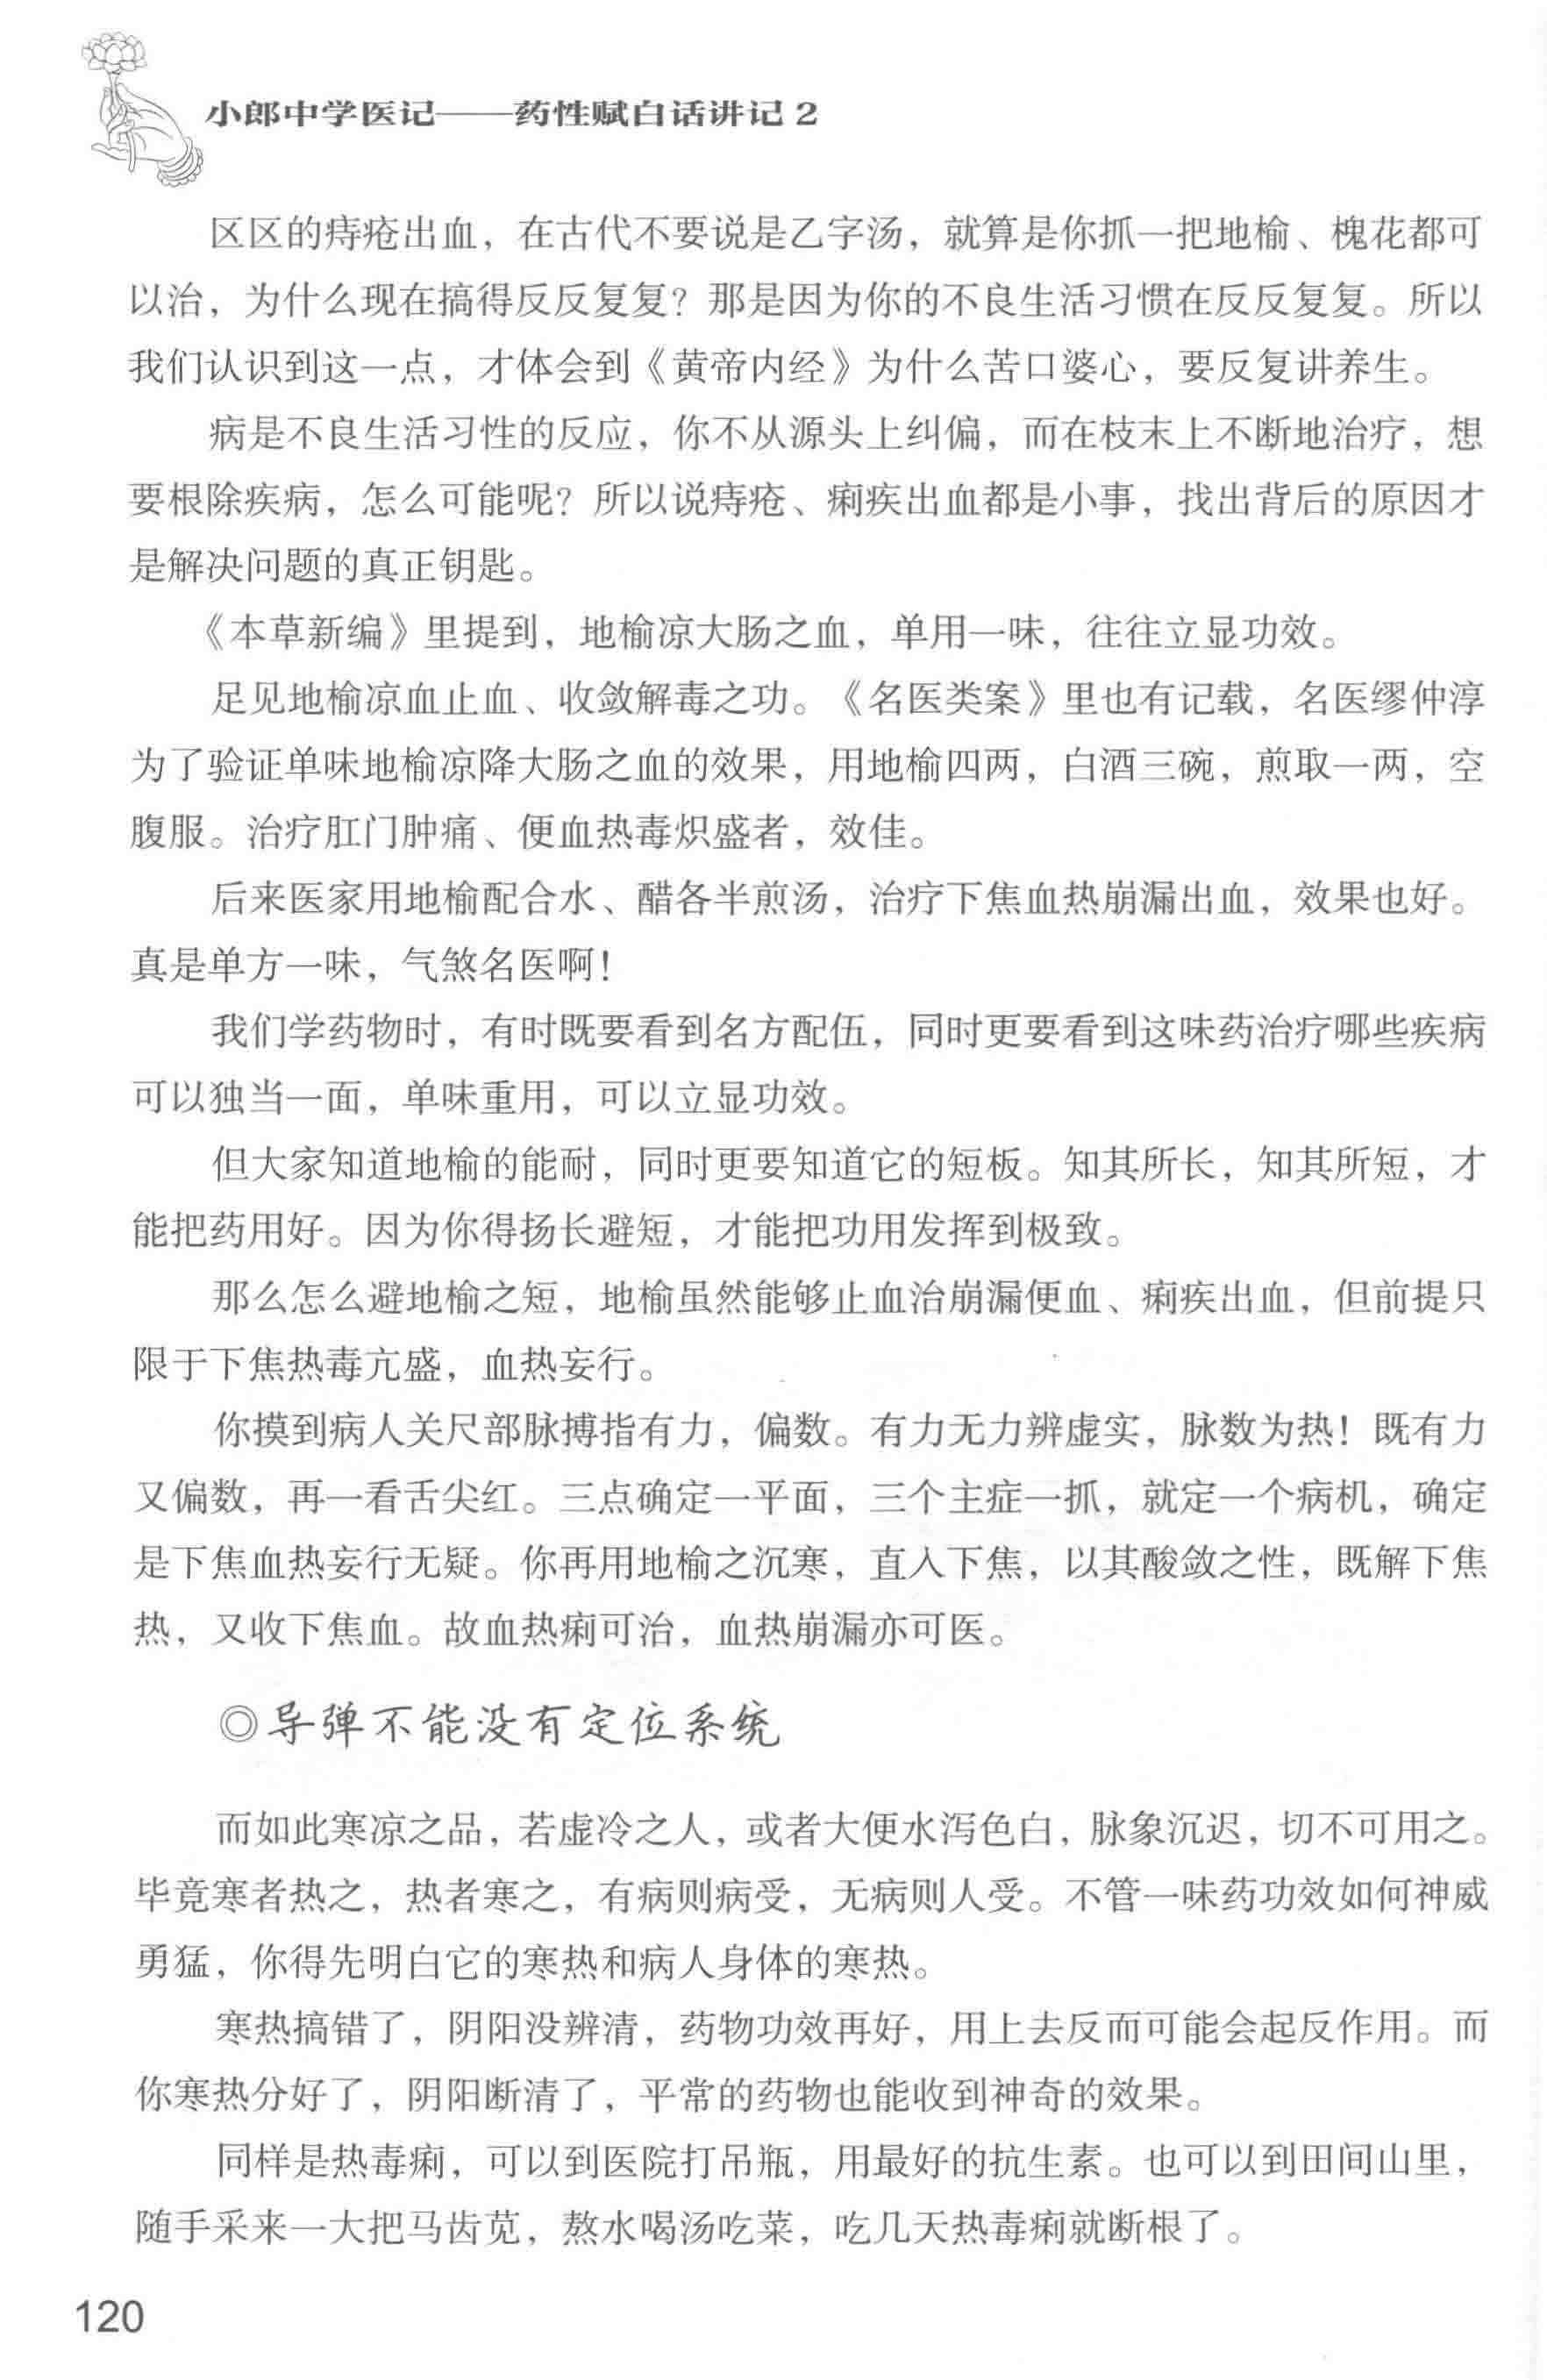 小郎中学医记——药性赋白话讲记2
区区的痔疮出血，在古代不要说是乙字汤，就算是你抓一把地榆、槐花都可
以治，为什么现在搞得反反复复？那是因为你的不良生活习惯在反反复复。所以
我们认识到这一点，才体会到《黄帝内经》为什么苦口婆心，要反复讲养生。
病是不良生活习性的反应，你不从源头上纠偏，而在枝末上不断地治疗，想
要根除疾病，怎么可能呢？所以说痔疮、痢疾出血都是小事，找出背后的原因才
是解决问题的真正钥匙。
《本草新编》里提到，地榆凉大肠之血，单用一味，往往立显功效。
足见地榆凉血止血、收敛解毒之功。《名医类案》里也有记载，名医缪仲淳
为了验证单味地榆凉降大肠之血的效果，用地榆四两，白酒三碗，煎取一两，空
腹服。治疗肛门肿痛、便血热毒炽盛者，效佳。
后来医家用地榆配合水、醋各半煎汤，治疗下焦血热崩漏出血，效果也好。
真是单方一味，气煞名医啊！
我们学药物时，有时既要看到名方配伍，同时更要看到这味药治疗哪些疾病
可以独当一面，单味重用，可以立显功效。
但大家知道地榆的能耐，同时更要知道它的短板。知其所长，知其所短，才
能把药用好。因为你得扬长避短，才能把功用发挥到极致。
那么怎么避地榆之短，地榆虽然能够止血治崩漏便血、痢疾出血，但前提只
限于下焦热毒亢盛，血热妄行。
你摸到病人关尺部脉搏指有力，偏数。有力无力辨虚实，脉数为热！既有力
又偏数，再一看舌尖红。三点确定一平面，三个主症一抓，就定一个病机，确定
是下焦血热妄行无疑。你再用地榆之沉寒，直入下焦，以其酸敛之性，既解下焦
热，又收下焦血。故血热痢可治，血热崩漏亦可医。
◎导弹不能没有定位系统
而如此寒凉之品，若虚冷之人，或者大便水泻色白，脉象沉迟，切不可用之。
毕竟寒者热之，热者寒之，有病则病受，无病则人受。不管一味药功效如何神威
勇猛，你得先明白它的寒热和病人身体的寒热。
寒热搞错了，阴阳没辨清，药物功效再好，用上去反而可能会起反作用。而
你寒热分好了，阴阳断清了，平常的药物也能收到神奇的效果。
同样是热毒痢，可以到医院打吊瓶，用最好的抗生素。也可以到田间山里，
随手采来一大把马齿苋，熬水喝汤吃菜，吃几天热毒痢就断根了。
120